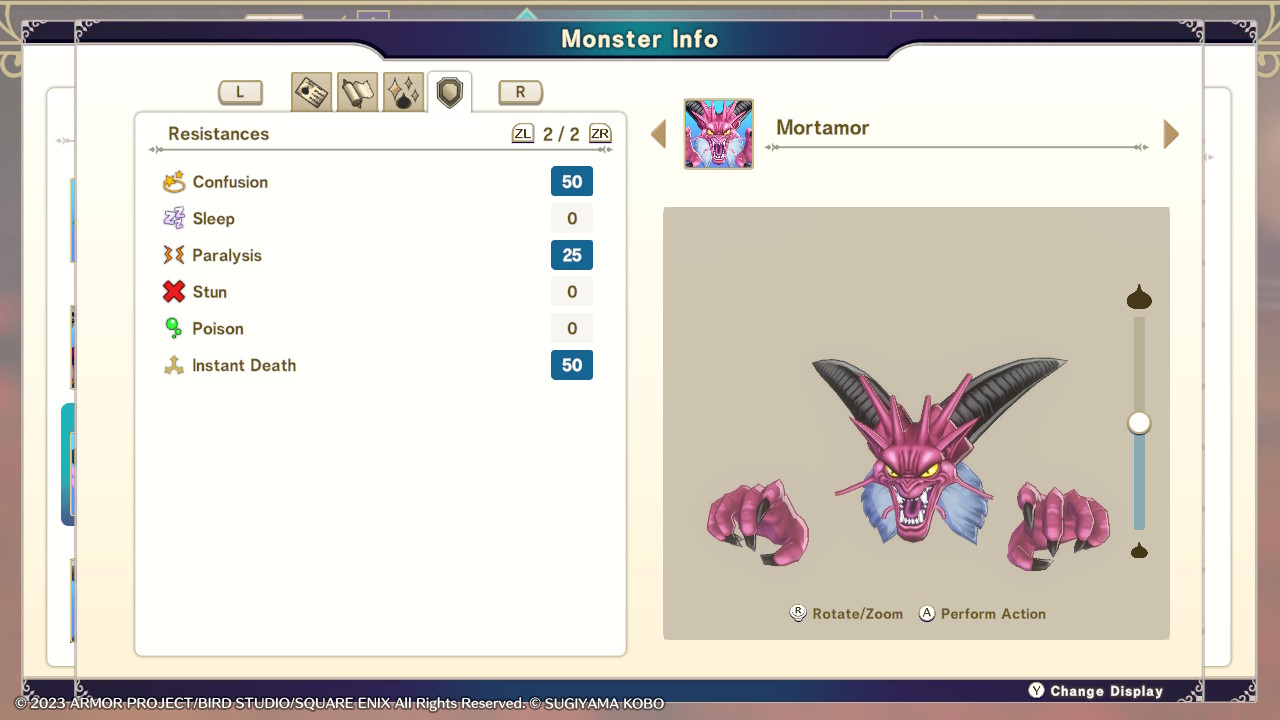 Monster Info
L
R
Resistances
ZL 2 / 2 ZR
Confusion 50
Sleep 0
Paralysis 25
Stun 0
Poison 0
Instant Death 50
Mortamor
R Rotate/Zoom A Perform Action
Y Change Display
© 2023 ARMOR PROJECT/BIRD STUDIO/SQUARE ENIX All Rights Reserved. © SUGIYAMA KOBO